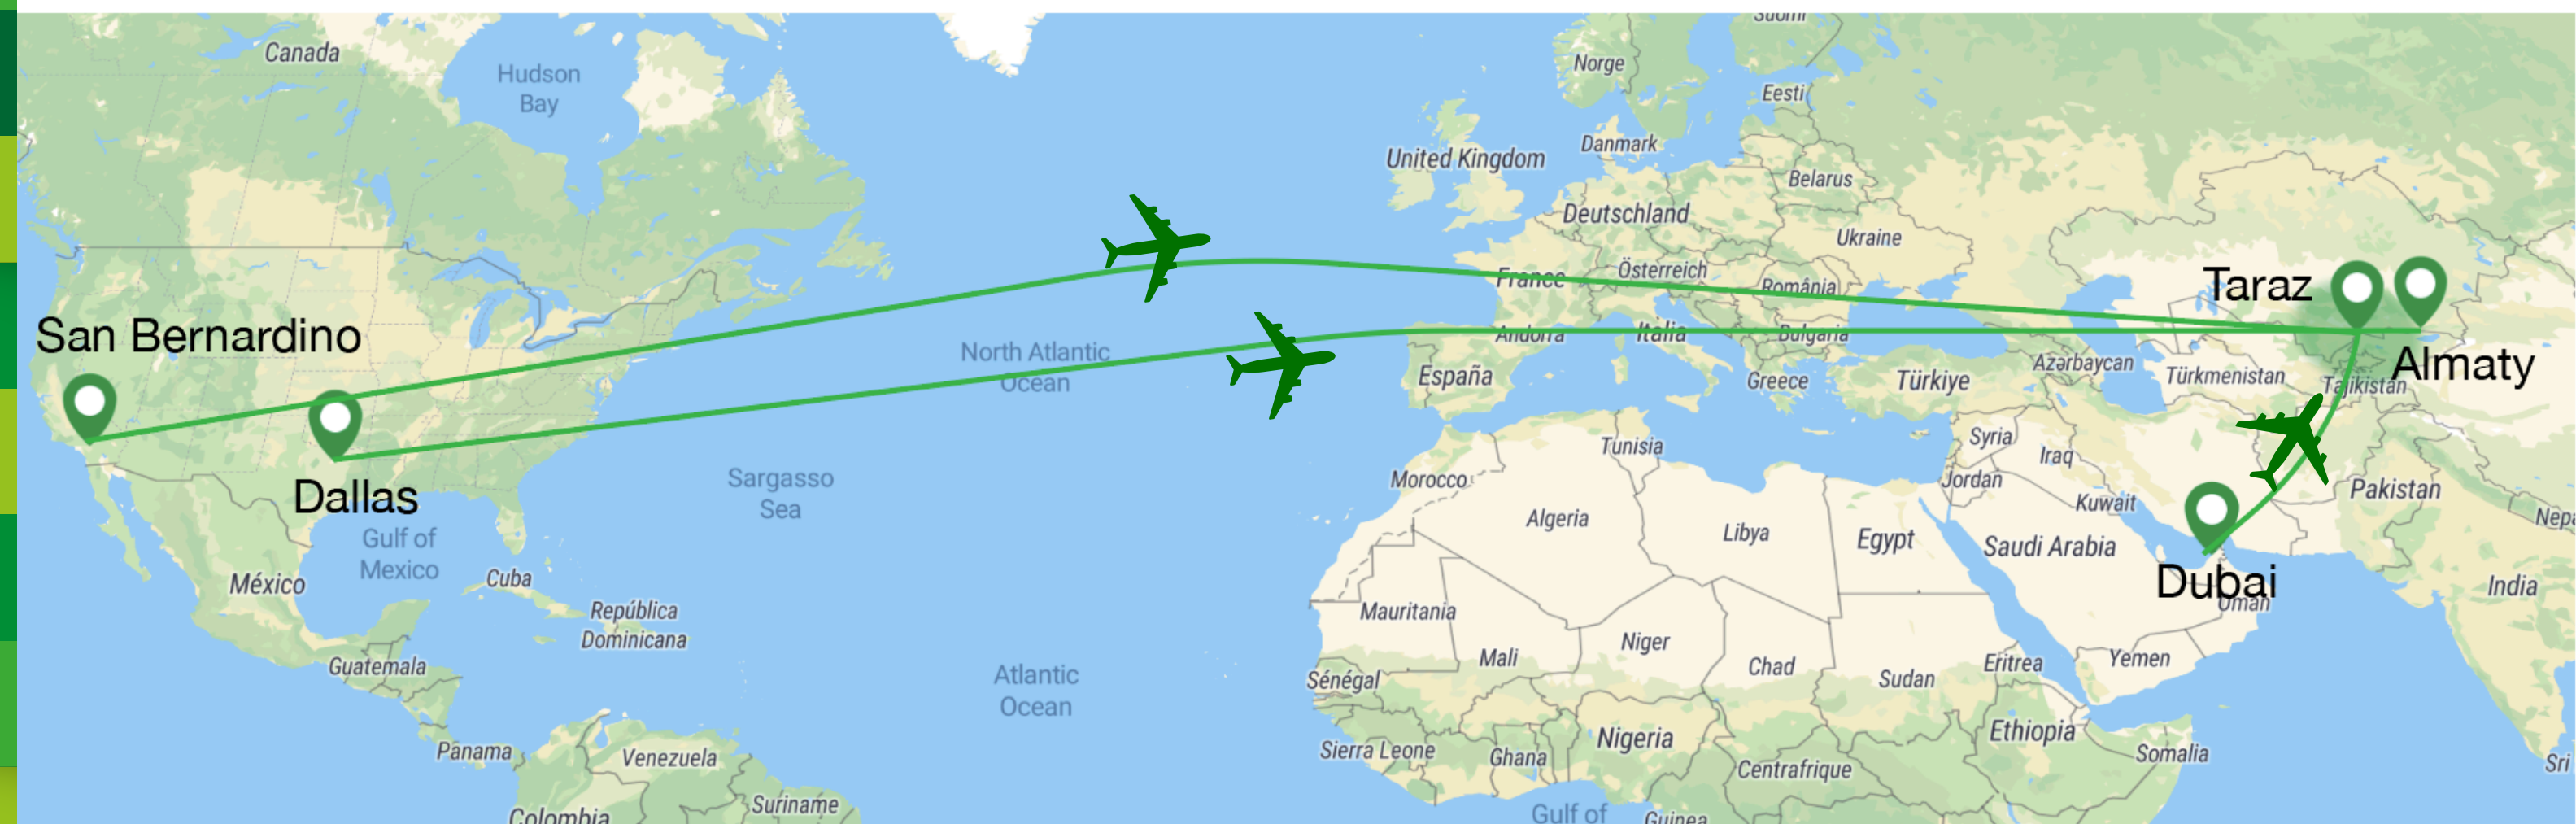 Suomi
Canada
Hudson
Bay
Norge
Eesti
Danmark
United Kingdom
Belarus
Deutschland
Ukraine
Österreich
France
România
Taraz
San Bernardino
Andorra
Italia
Bulgaria
North Atlantic
Ocean
Azərbaycan
Almaty
España
Greece
Türkiye
Türkmenistan
Tajikistan
Syria
Tunisia
Iraq
Sargasso
Sea
Morocco
Jordan
Pakistan
Dallas
Kuwait
Algeria
Libya
Egypt
Saudi Arabia
Gulf of
Mexico
Dubai
Oman
México
Cuba
India
República
Dominicana
Mauritania
Niger
Mali
Chad
Eritrea
Yemen
Guatemala
Atlantic
Ocean
Sénégal
Sudan
Ethiopia
Panama
Venezuela
Sierra Leone
Ghana
Nigeria
Centrafrique
Somalia
Sri
Suriname
Colombia
Gulf of
Guinea